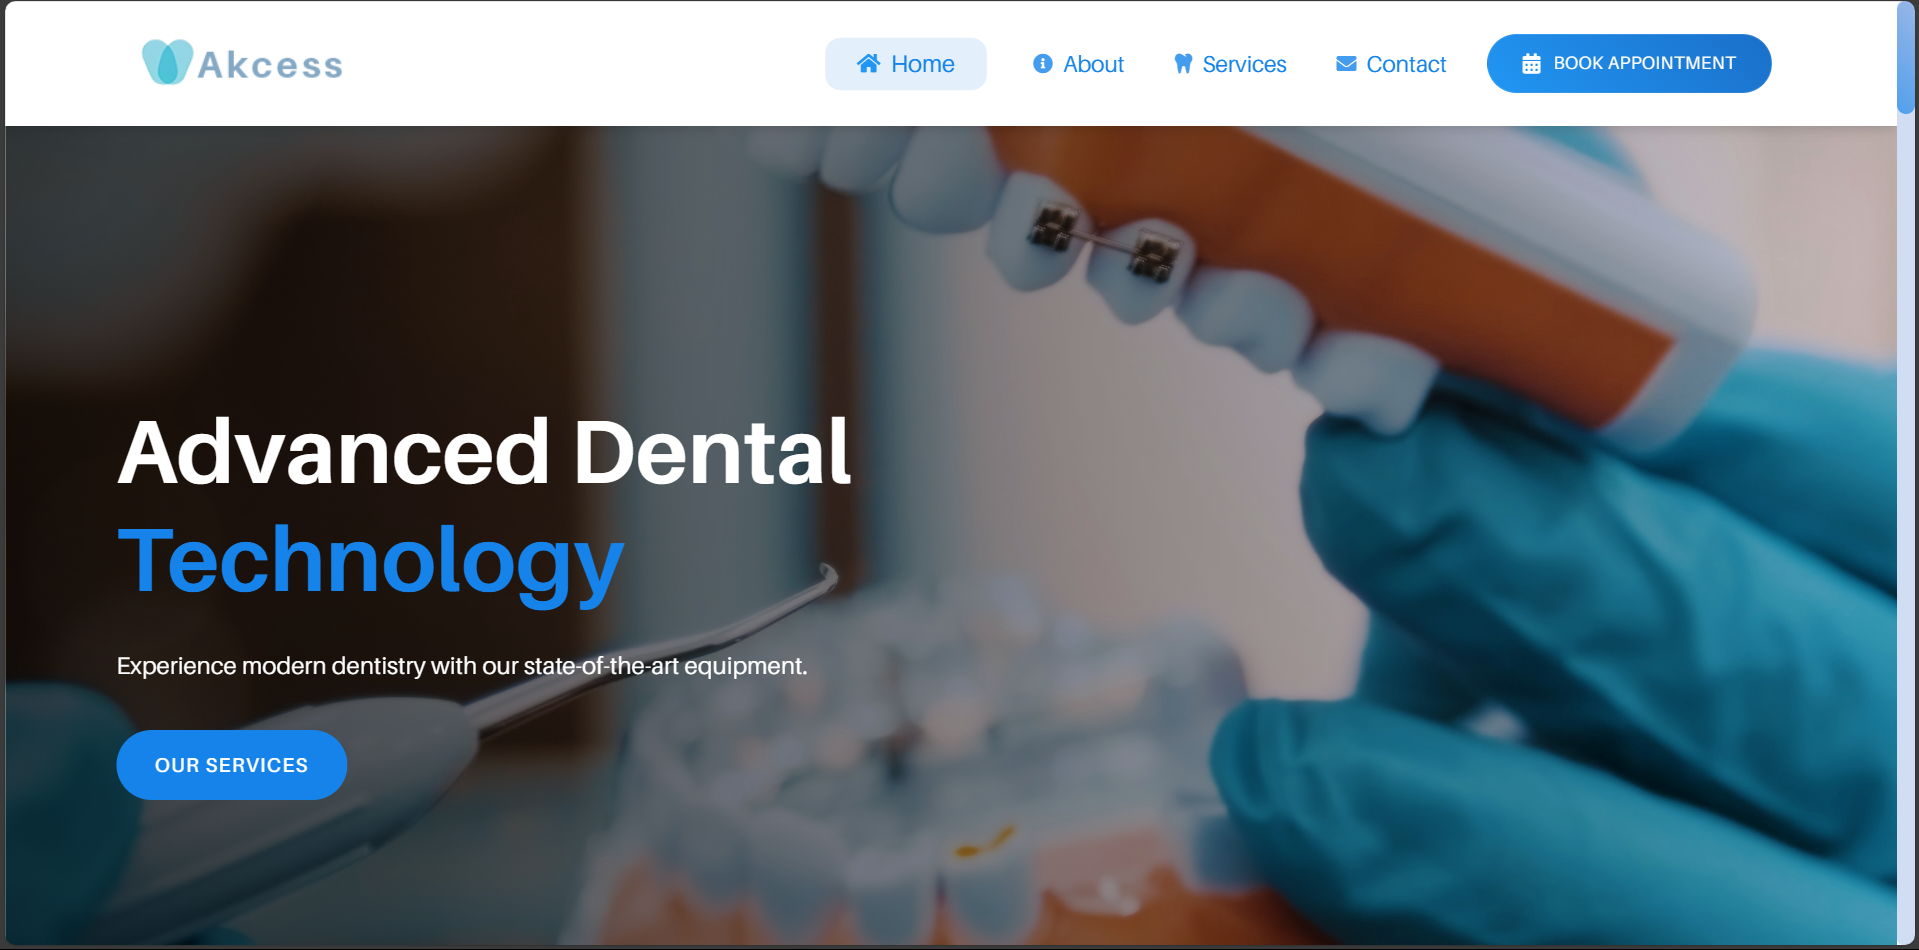 Akcess
Home
About
Services
Contact
BOOK APPOINTMENT
Advanced Dental
Technology
Experience modern dentistry with our state-of-the-art equipment.
OUR SERVICES